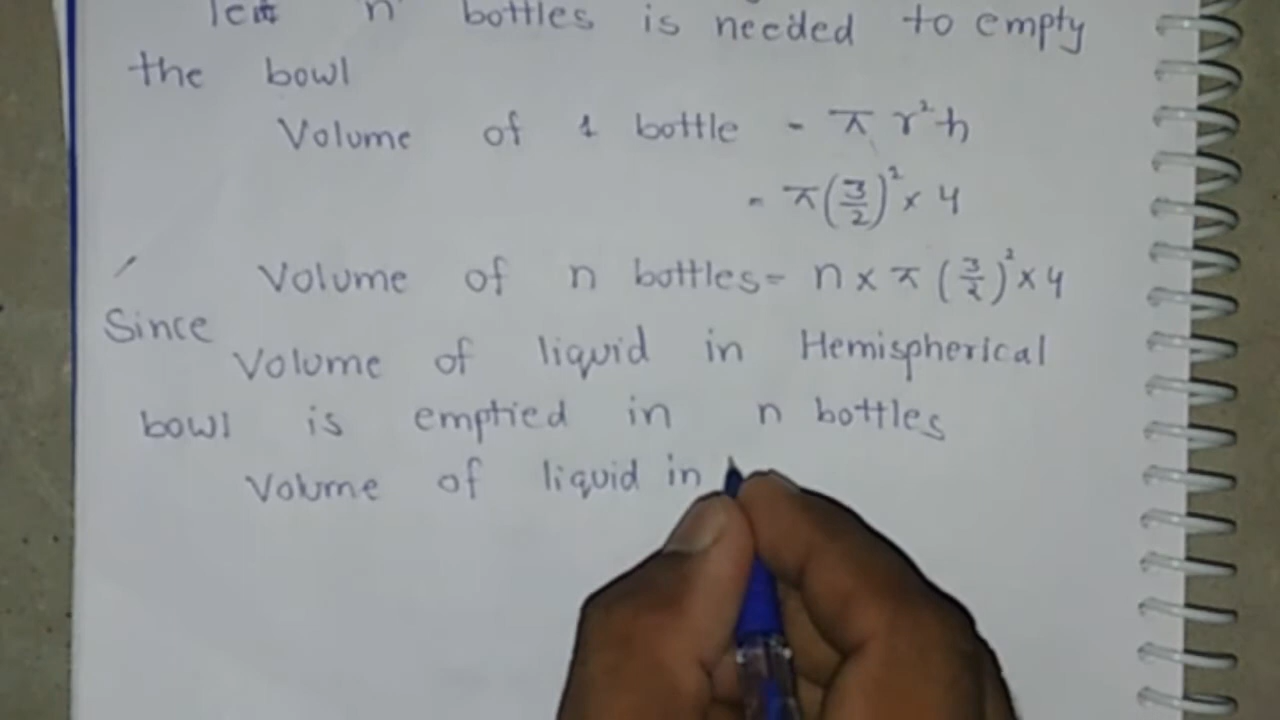 let n bottles is needed to empty
the bowl
Volume of 1 bottle = π r²h
= π(3/2)² × 4
Volume of n bottles = n × π (3/2)² × 4
Since
Volume of liquid in Hemispherical
bowl is emptied in n bottles
Volume of liquid in